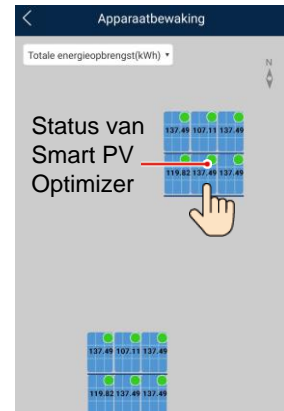 Apparaatbewaking
Totale energieopbrengst(kWh)
N
Status van
Smart PV
Optimizer
137.49 107.11 137.49
119.82 137.49 137.49
137.49 107.11 137.49
119.82 137.49 137.49